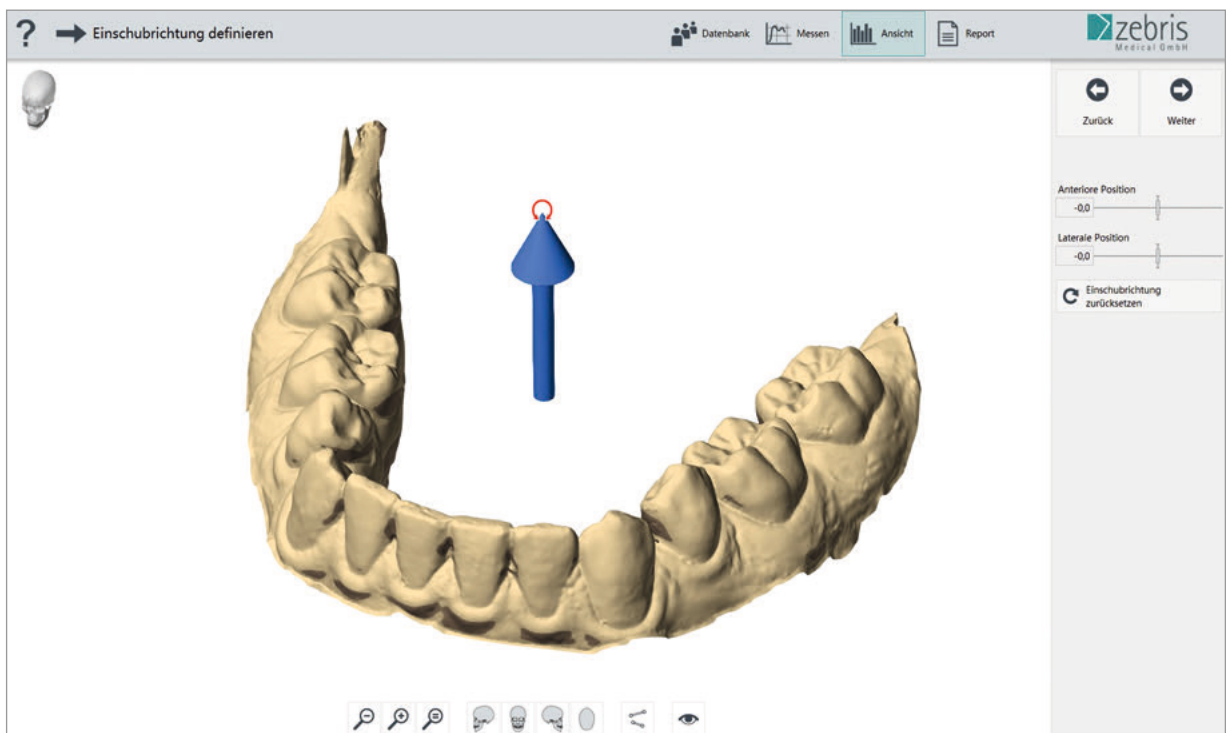 ? Einschubrichtung definieren
Datenbank
Messen
Ansicht
Report
zebris
Medical GmbH
Zurück
Weiter
Anteriore Position
-0,0
Laterale Position
-0,0
Einschubrichtung
zurücksetzen